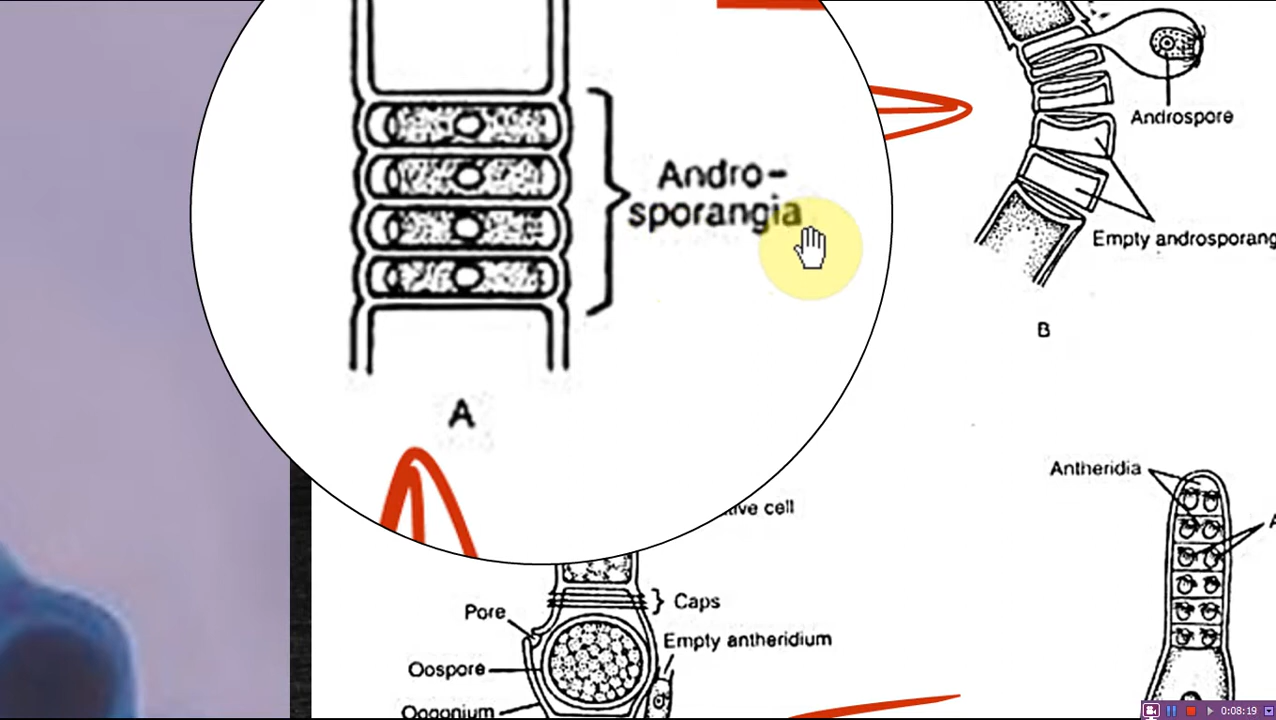 Andro-
sporangia
A
Androspore
Empty androsporang
B
Antheridia
A
tive cell
Caps
Pore
Empty antheridium
Oospore
Oogonium
0:08:19